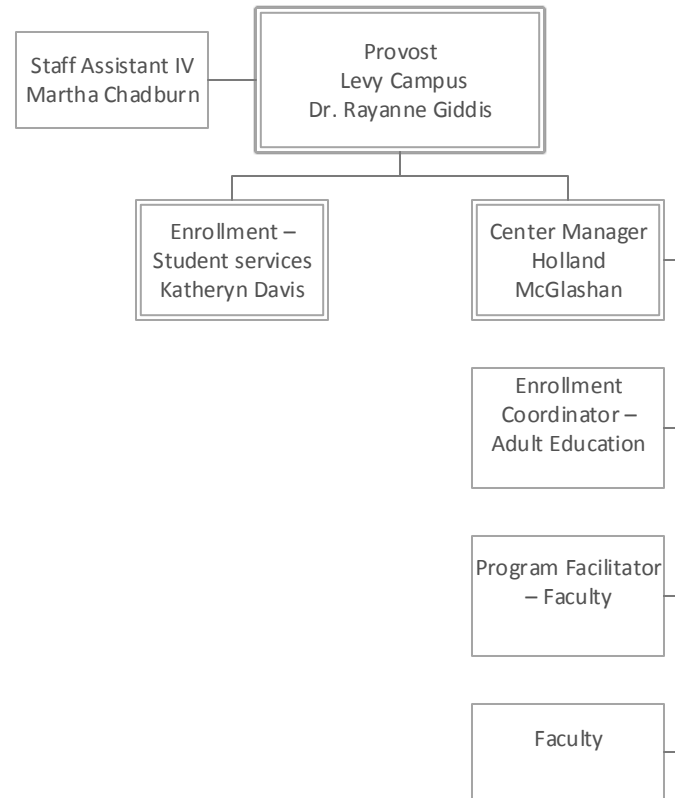 Staff Assistant IV
Martha Chadburn
Provost
Levy Campus
Dr. Rayanne Giddis
Enrollment –
Student services
Katheryn Davis
Center Manager
Holland
McGlashan
Enrollment
Coordinator –
Adult Education
Program Facilitator
– Faculty
Faculty